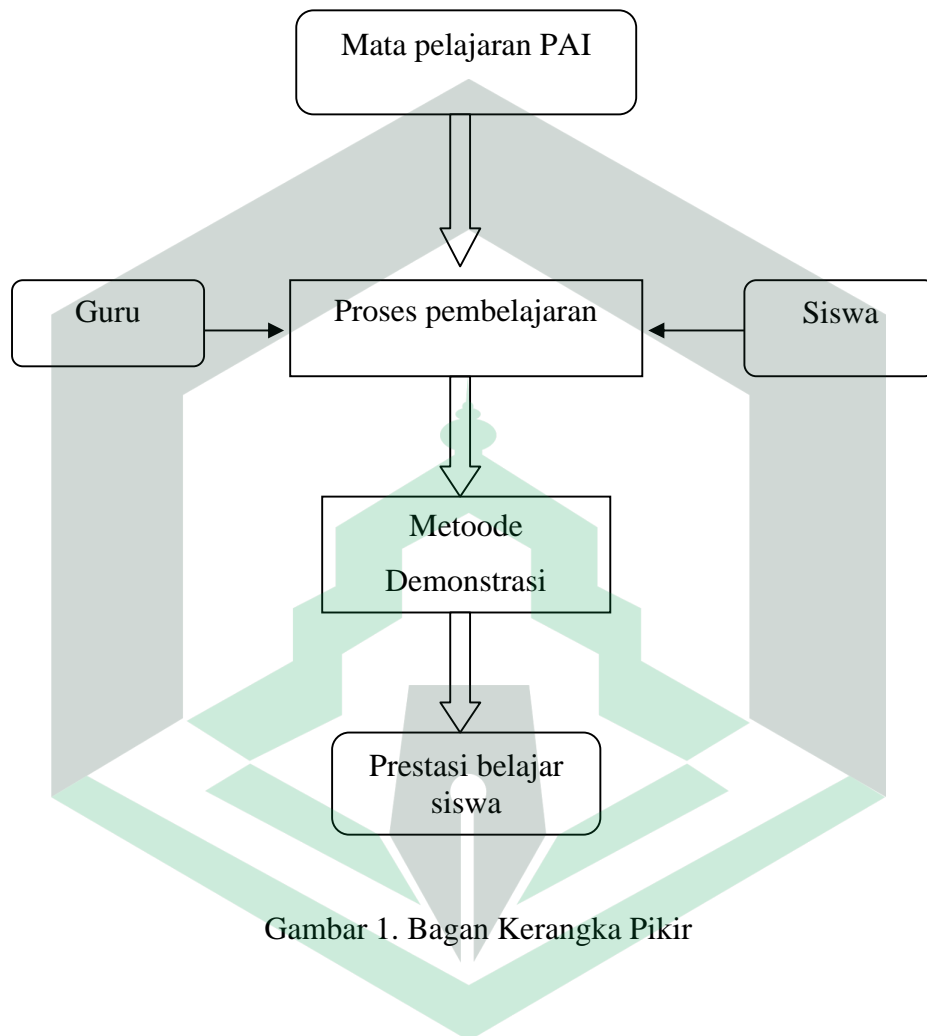 Mata pelajaran PAI
Guru
Proses pembelajaran
Siswa
Metoode
Demonstrasi
Prestasi belajar
siswa
Gambar 1. Bagan Kerangka Pikir